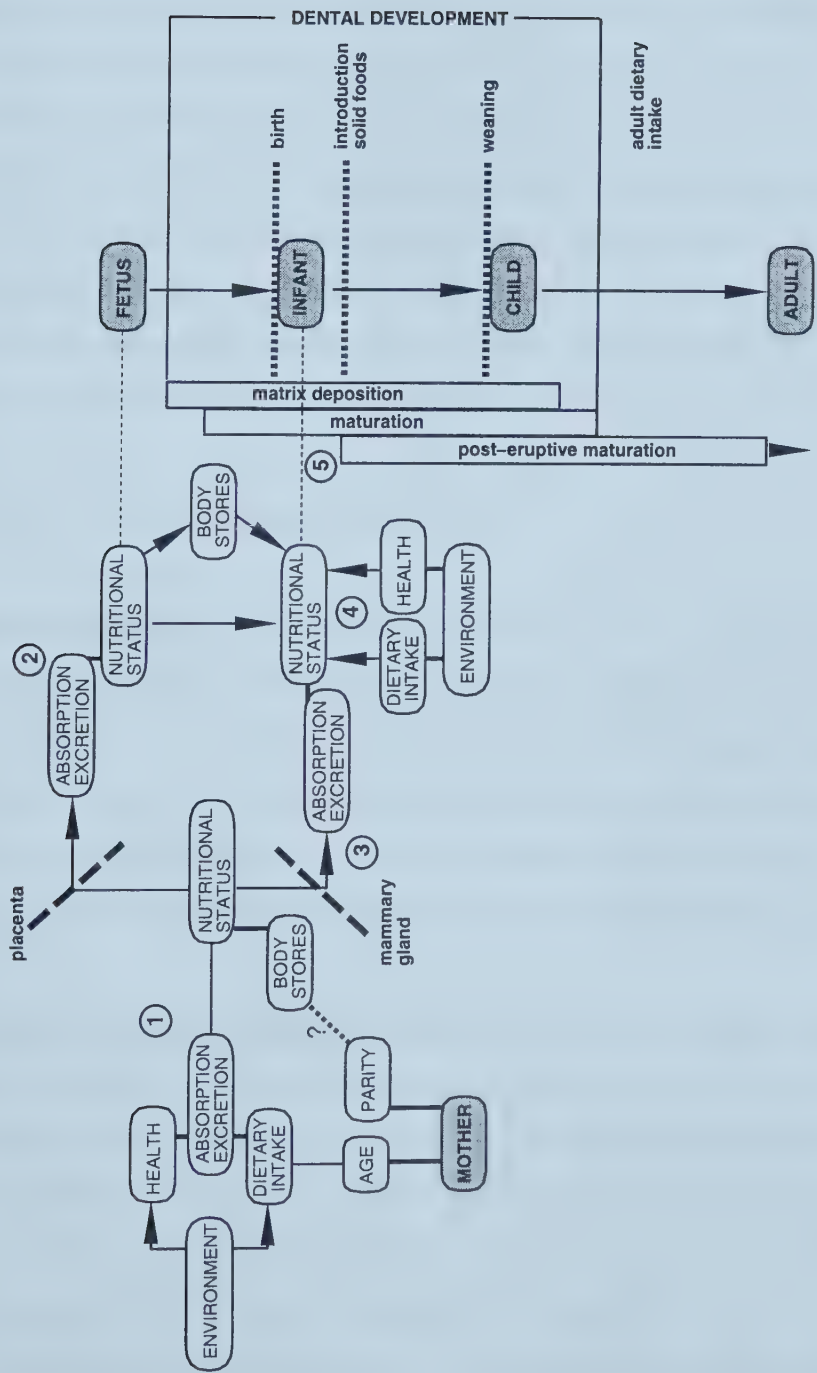 DENTAL DEVELOPMENT
FETUS
birth
INFANT
introduction
solid foods
weaning
CHILD
adult dietary
intake
ADULT
matrix deposition
maturation
post–eruptive maturation
placenta
2
ABSORPTION
EXCRETION
NUTRITIONAL
STATUS
BODY
STORES
5
NUTRITIONAL
STATUS
4
HEALTH
DIETARY
INTAKE
ENVIRONMENT
ABSORPTION
EXCRETION
3
mammary
gland
NUTRITIONAL
STATUS
BODY
STORES
?
1
ABSORPTION
EXCRETION
HEALTH
DIETARY
INTAKE
ENVIRONMENT
PARITY
AGE
MOTHER